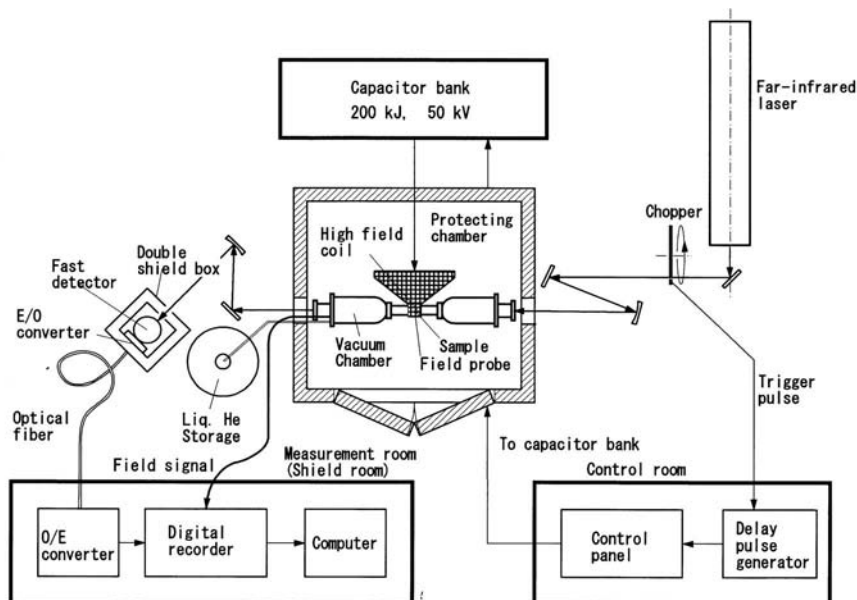 Capacitor bank
200 kJ, 50 kV
Far-infrared
laser
Chopper
Protecting
chamber
High field
coil
Double
shield box
Fast
detector
E/O
converter
Vacuum
Chamber
Sample
Field probe
Liq. He
Storage
Optical
fiber
Trigger
pulse
To capacitor bank
Field signal
Measurement room
(Shield room)
Control room
O/E
converter
Digital
recorder
Computer
Control
panel
Delay
pulse
generator